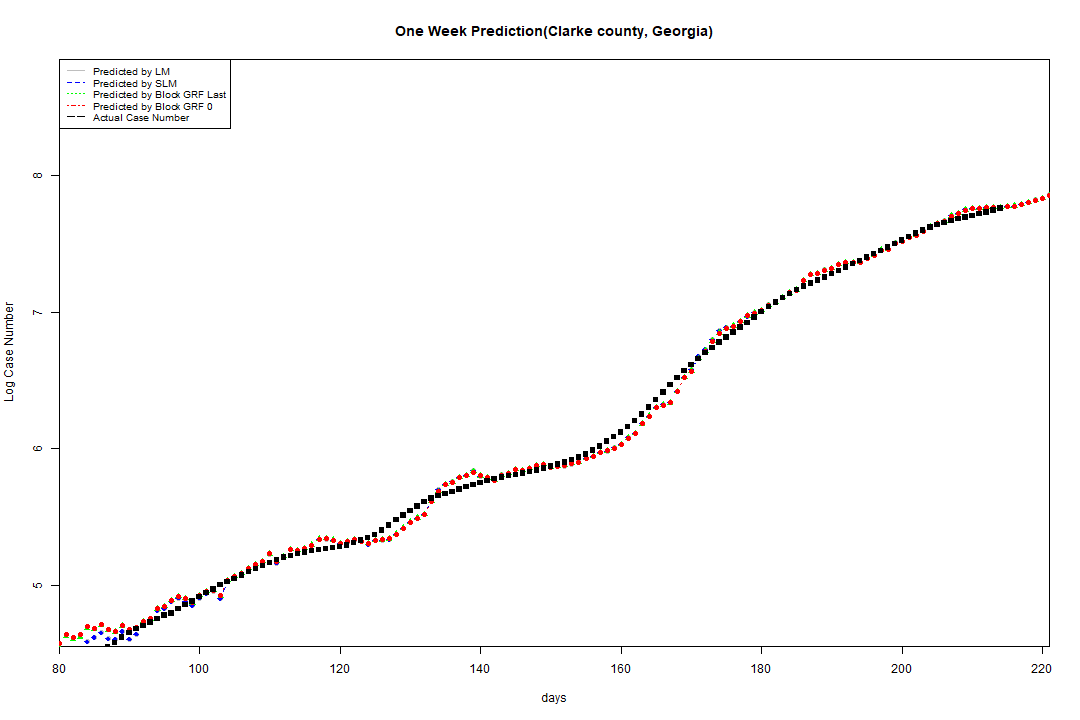 One Week Prediction(Clarke county, Georgia)
Predicted by LM
Predicted by SLM
Predicted by Block GRF Last
Predicted by Block GRF 0
Actual Case Number
8
7
6
5
Log Case Number
80 100 120 140 160 180 200 220
days